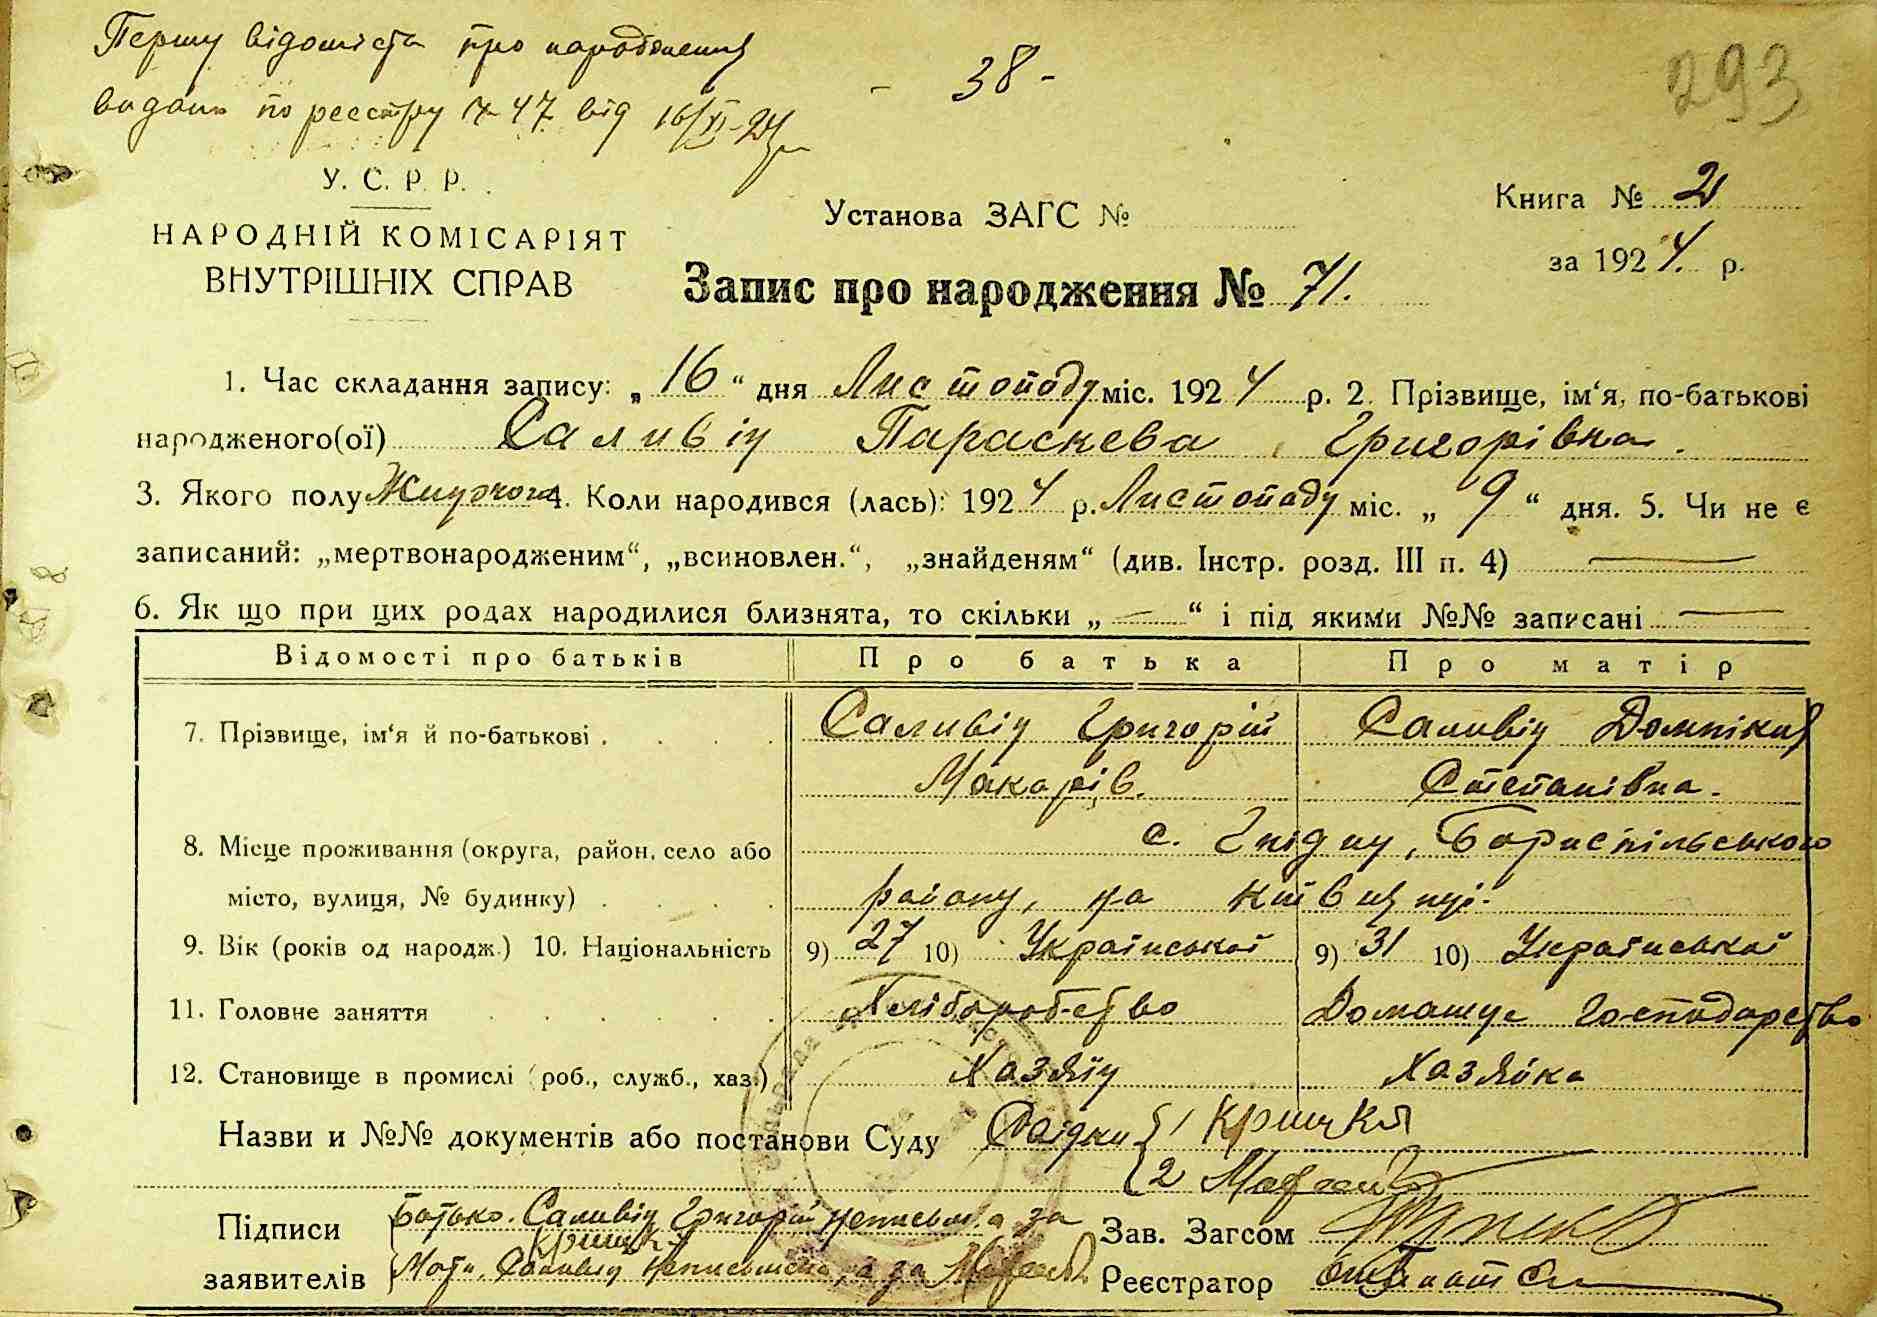 Першу відомість про народження
видано по реєстру № 47 від 16/XI-24 р
- 38 -
293
У. С. Р. Р.
НАРОДНІЙ КОМІСАРІЯТ
ВНУТРІШНІХ СПРАВ
Установа ЗАГС №
Книга № 2
за 1924 р.
Запис про народження № 71.
1. Час складання запису: „16“ дня Листопаду міс. 1924 р. 2. Прізвище, ім‘я, по-батькові
народженого(ої) Саливін Параскева Григорівна.
3. Якого полу Жиночого 4. Коли народився (лась): 1924 р. Листопаду міс. „9“ дня. 5. Чи не є
записаний: „мертвонародженим“, „всиновлен.“, „знайденям“ (див. Інстр. розд. III п. 4) —
6. Як що при цих родах народилися близнята, то скільки „—“ і під якими №№ записані —
Відомості про батьків Про батька Про матір
7. Прізвище, ім‘я й по-батькові . . . . Саливін Григорій Саливін Домнікия
Макарів. Степанівна.
8. Місце проживання (округа, район, село або с. Гнідин, Бориспільського
місто, вулиця, № будинку) . . . . району, на Київщині.
9. Вік (років од народж.) 10. Національність 9) 27 10) Української 9) 31 10) Української
11. Головне заняття . . . . . Хліборобство Домашнє Господарство
12. Становище в промислі (роб., служб., хаз.) Хазяїн Хазяйка
Назви и №№ документів або постанови Суду Свідки 1 Крицкя
2
Підписи Батько. Саливін Григорій неписьм. а за Зав. Загсом
заявителів Мати. Саливін неписьмена, а за Реєстратор